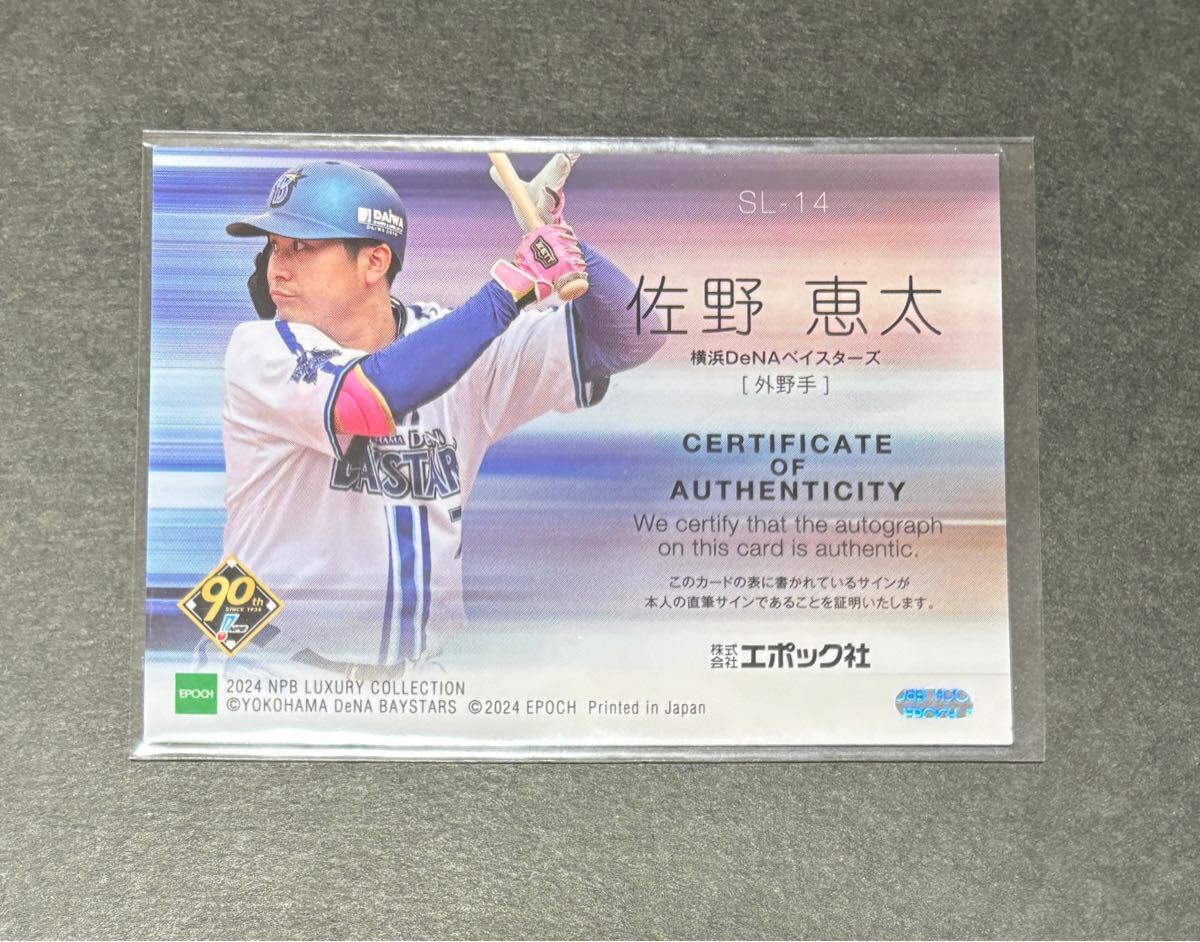 DAIWA
SL-14
佐野 恵太
横浜DeNAベイスターズ
[外野手]
CERTIFICATE
OF
AUTHENTICITY
We certify that the autograph
on this card is authentic.
このカードの表に書かれているサインが
本人の直筆サインであることを証明いたします。
株式会社エポック社
90th
SINCE 1934
NPB
EPOCH
2024 NPB LUXURY COLLECTION
©YOKOHAMA DeNA BAYSTARS ©2024 EPOCH Printed in Japan